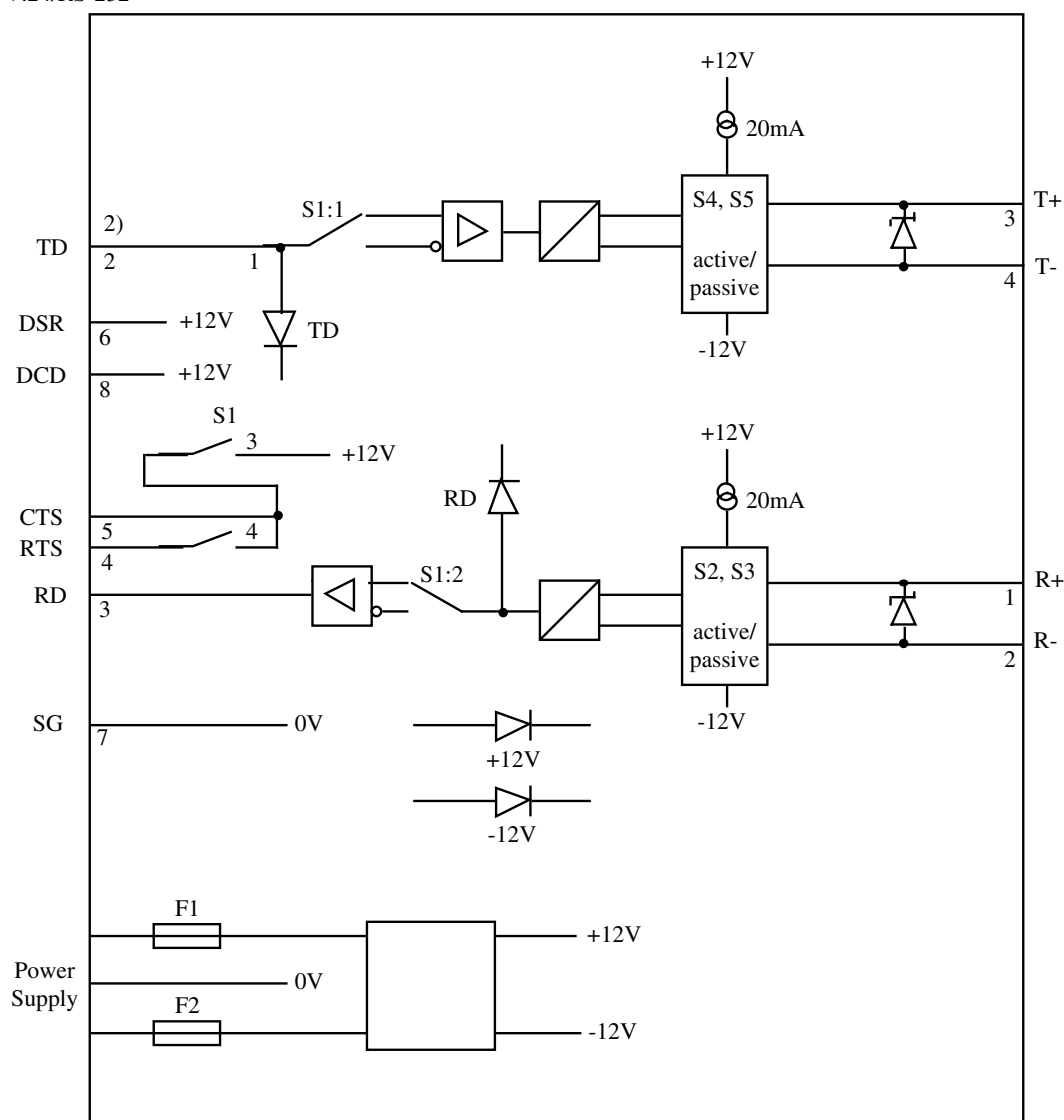 +12V
20mA
S4, S5
T+
3
2)
S1:1
TD
2
1
active/
passive
4
T-
DSR
6
+12V
TD
-12V
DCD
8
+12V
S1
3
+12V
+12V
RD
20mA
CTS
5
4
RTS
4
S2, S3
S1:2
R+
1
RD
3
active/
passive
R-
2
SG
7
0V
-12V
+12V
-12V
F1
+12V
Power
Supply
0V
F2
-12V